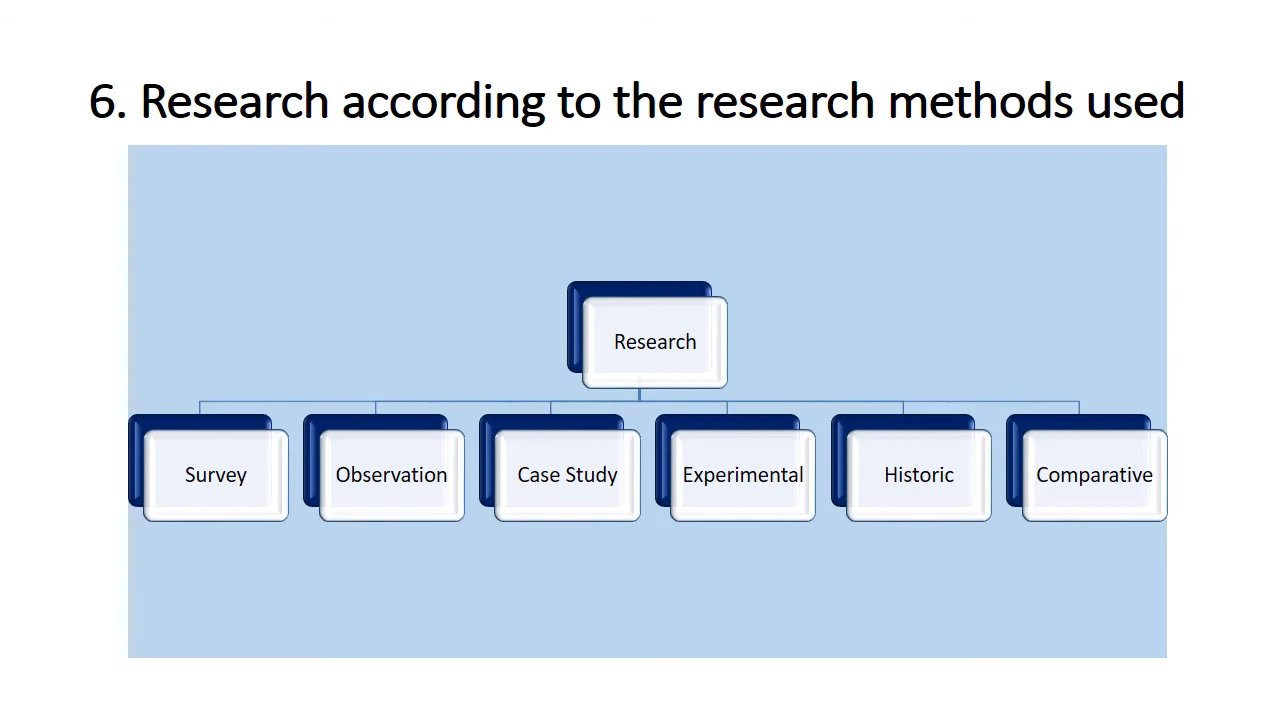 6. Research according to the research methods used
Research
Survey
Observation
Case Study
Experimental
Historic
Comparative